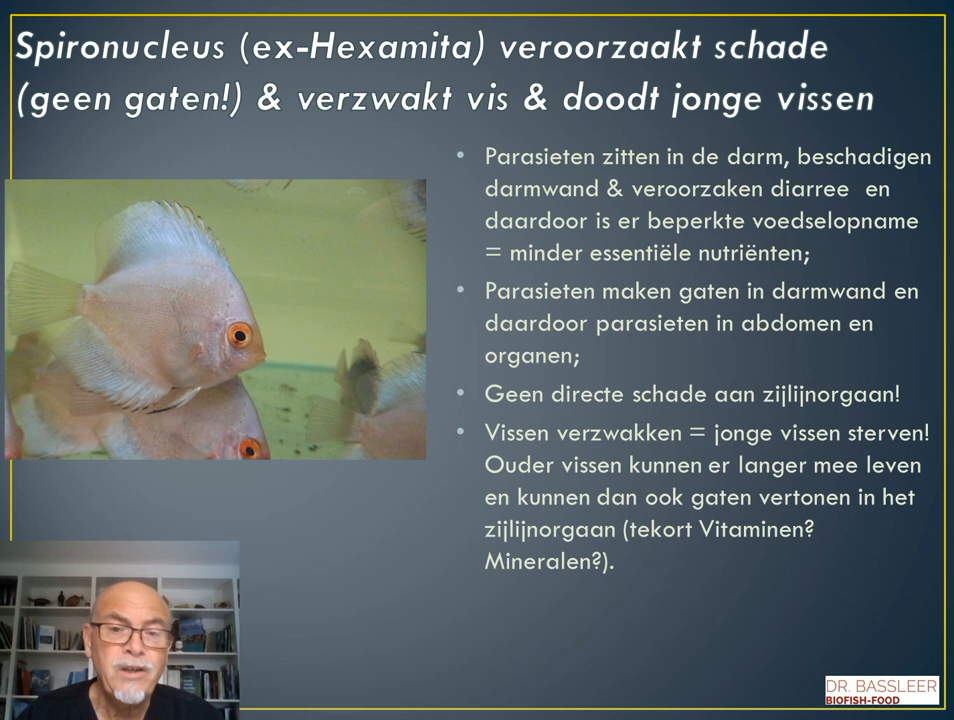 Spironucleus (ex-Hexamita) veroorzaakt schade
(geen gaten!) & verzwakt vis & doodt jonge vissen
• Parasieten zitten in de darm, beschadigen
darmwand & veroorzaken diarree en
daardoor is er beperkte voedselopname
= minder essentiële nutriënten;
• Parasieten maken gaten in darmwand en
daardoor parasieten in abdomen en
organen;
• Geen directe schade aan zijlijnorgaan!
• Vissen verzwakken = jonge vissen sterven!
Ouder vissen kunnen er langer mee leven
en kunnen dan ook gaten vertonen in het
zijlijnorgaan (tekort Vitaminen?
Mineralen?).
DR. BASSLEER
BIOFISH-FOOD